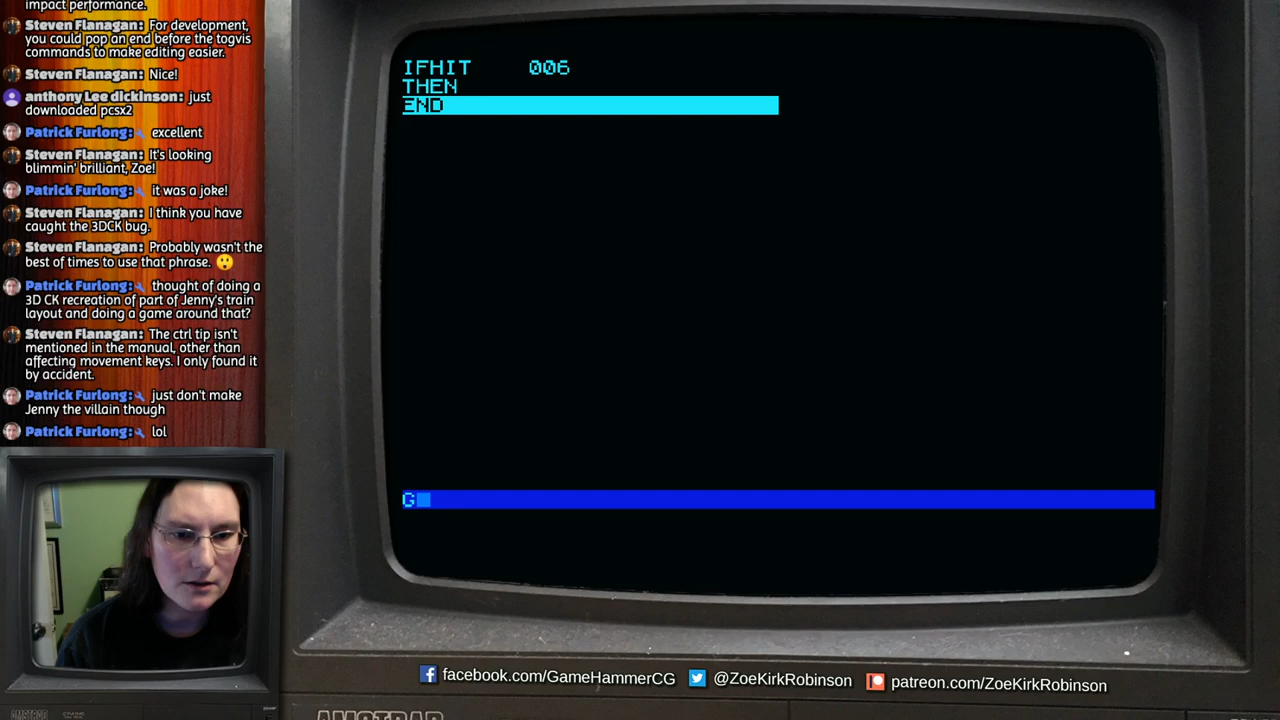 impact performance.
Steven Flanagan: For development,
you could pop an end before the togvis
commands to make editing easier.
Steven Flanagan: Nice!
anthony Lee dickinson: just
downloaded pcsx2
Patrick Furlong: excellent
Steven Flanagan: It's looking
blimmin' brilliant, Zoe!
Patrick Furlong: it was a joke!
Steven Flanagan: I think you have
caught the 3DCK bug.
Steven Flanagan: Probably wasn't the
best of times to use that phrase. 😲
Patrick Furlong: thought of doing a
3D CK recreation of part of Jenny's train
layout and doing a game around that?
Steven Flanagan: The ctrl tip isn't
mentioned in the manual, other than
affecting movement keys. I only found it
by accident.
Patrick Furlong: just don't make
Jenny the villain though
Patrick Furlong: lol
IFHIT 006
THEN
END
G
facebook.com/GameHammerCG
@ZoeKirkRobinson
patreon.com/ZoeKirkRobinson
AMSTRAD